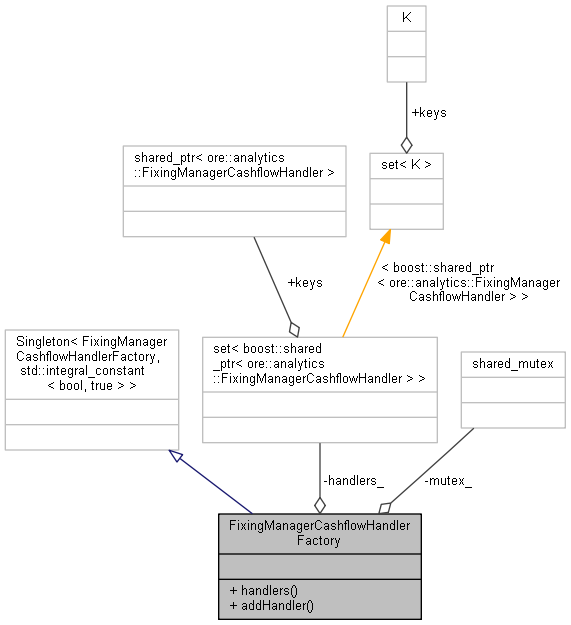 K
+keys
shared_ptr< ore::analytics
::FixingManagerCashflowHandler >
set< K >
+keys
< boost::shared_ptr
< ore::analytics::FixingManager
CashflowHandler > >
Singleton< FixingManager
CashflowHandlerFactory,
std::integral_constant
< bool, true > >
set< boost::shared
_ptr< ore::analytics
::FixingManagerCashflowHandler > >
shared_mutex
-handlers_
-mutex_
FixingManagerCashflowHandler
Factory
+ handlers()
+ addHandler()